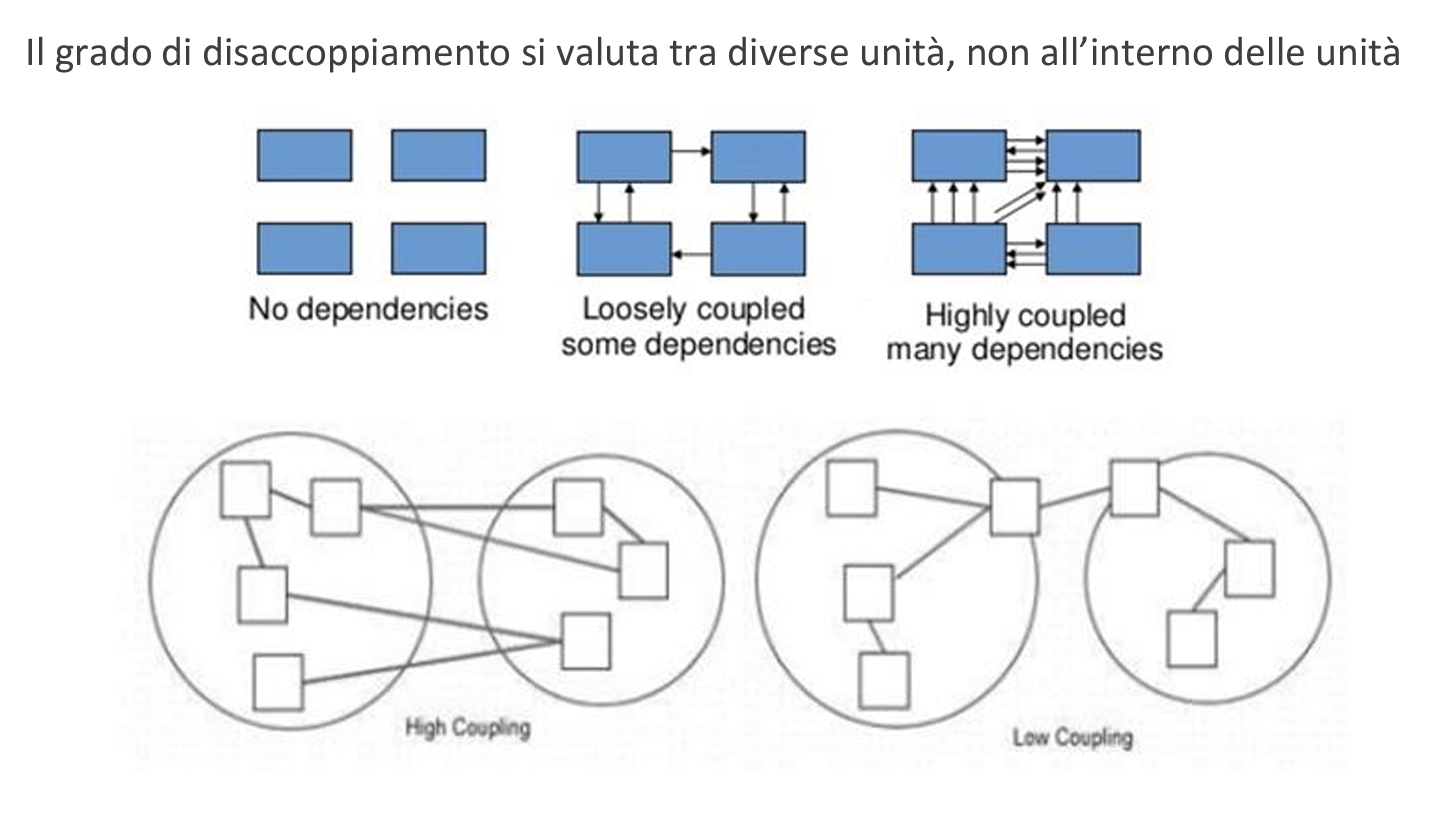 Il grado di disaccoppiamento si valuta tra diverse unità, non all’interno delle unità
No dependencies
Loosely coupled
some dependencies
Highly coupled
many dependencies
High Coupling
Low Coupling